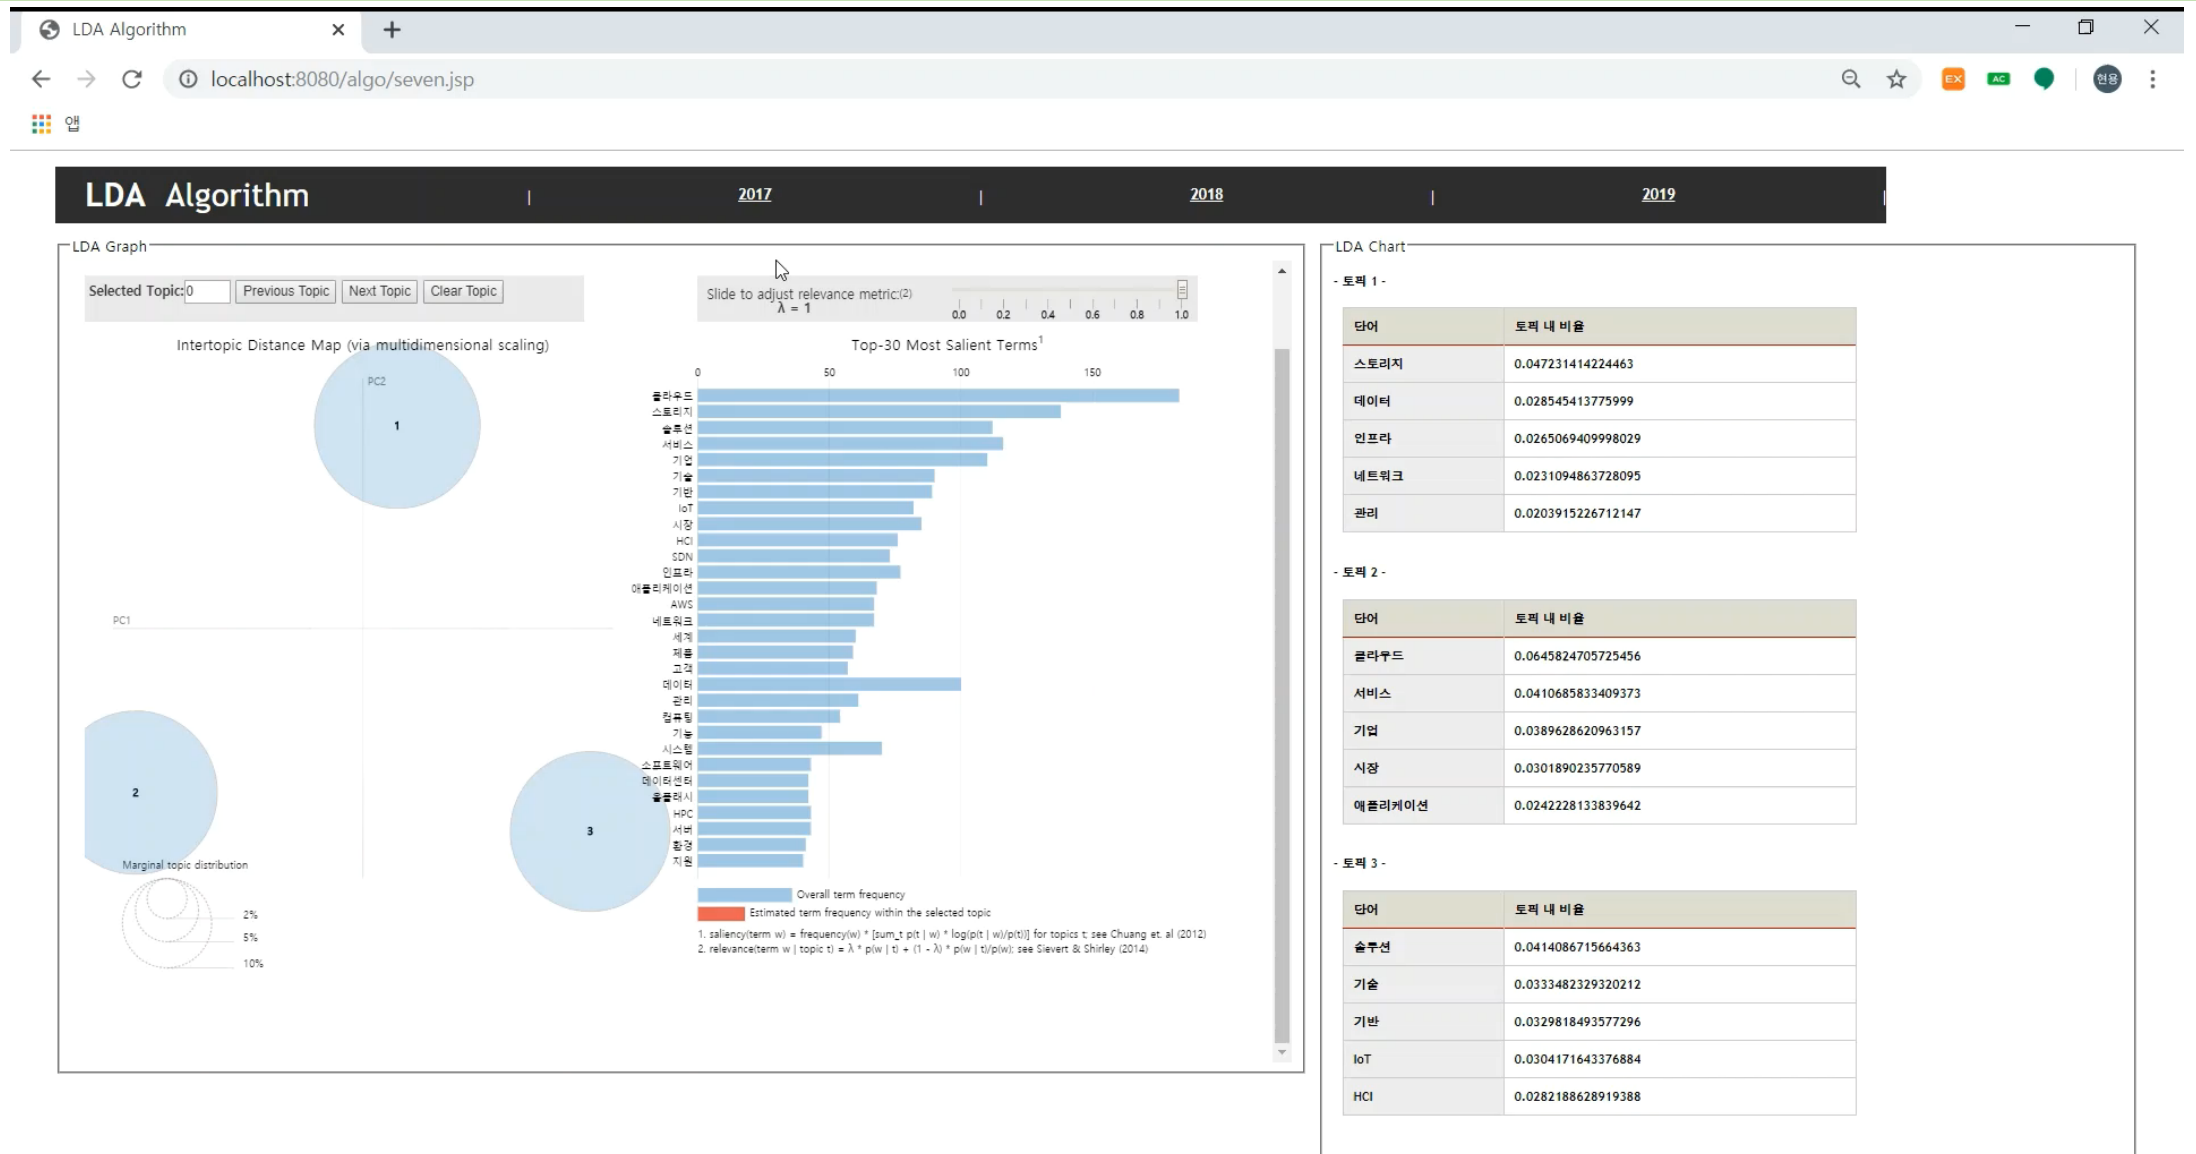 LDA Algorithm
localhost:8080/algo/seven.jsp
EX
AC
현용
앱
LDA Algorithm | 2017 | 2018 | 2019 |
LDA Graph
Selected Topic: 0 Previous Topic Next Topic Clear Topic
Slide to adjust relevance metric:(2)
λ = 1
0.0 0.2 0.4 0.6 0.8 1.0
Intertopic Distance Map (via multidimensional scaling)
PC2
PC1
1
2
3
Marginal topic distribution
2%
5%
10%
Top-30 Most Salient Terms1
0 50 100 150
클라우드
스토리지
솔루션
서비스
기업
기술
기반
IoT
시장
HCI
SDN
인프라
애플리케이션
AWS
네트워크
세계
제품
고객
데이터
관리
컴퓨팅
기능
시스템
소프트웨어
데이터센터
올플래시
HPC
서버
환경
지원
Overall term frequency
Estimated term frequency within the selected topic
1. saliency(term w) = frequency(w) * [sum_t p(t | w) * log(p(t | w)/p(t))] for topics t; see Chuang et. al (2012)
2. relevance(term w | topic t) = λ * p(w | t) + (1 - λ) * p(w | t)/p(w); see Sievert & Shirley (2014)
LDA Chart
- 토픽 1 -
단어 토픽 내 비율
스토리지 0.047231414224463
데이터 0.028545413775999
인프라 0.0265069409998029
네트워크 0.0231094863728095
관리 0.0203915226712147
- 토픽 2 -
단어 토픽 내 비율
클라우드 0.0645824705725456
서비스 0.0410685833409373
기업 0.0389628620963157
시장 0.0301890235770589
애플리케이션 0.0242228133839642
- 토픽 3 -
단어 토픽 내 비율
솔루션 0.0414086715664363
기술 0.0333482329320212
기반 0.0329818493577296
IoT 0.0304171643376884
HCI 0.0282188628919388